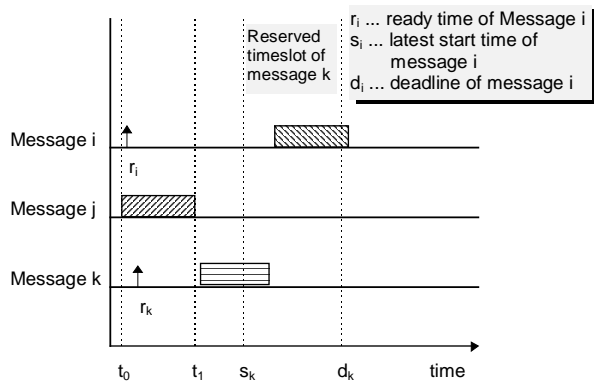 Reserved
timeslot of
message k
rᵢ ... ready time of Message i
sᵢ ... latest start time of
message i
dᵢ ... deadline of message i
Message i
rᵢ
Message j
Message k
rₖ
t₀
t₁
sₖ
dₖ
time